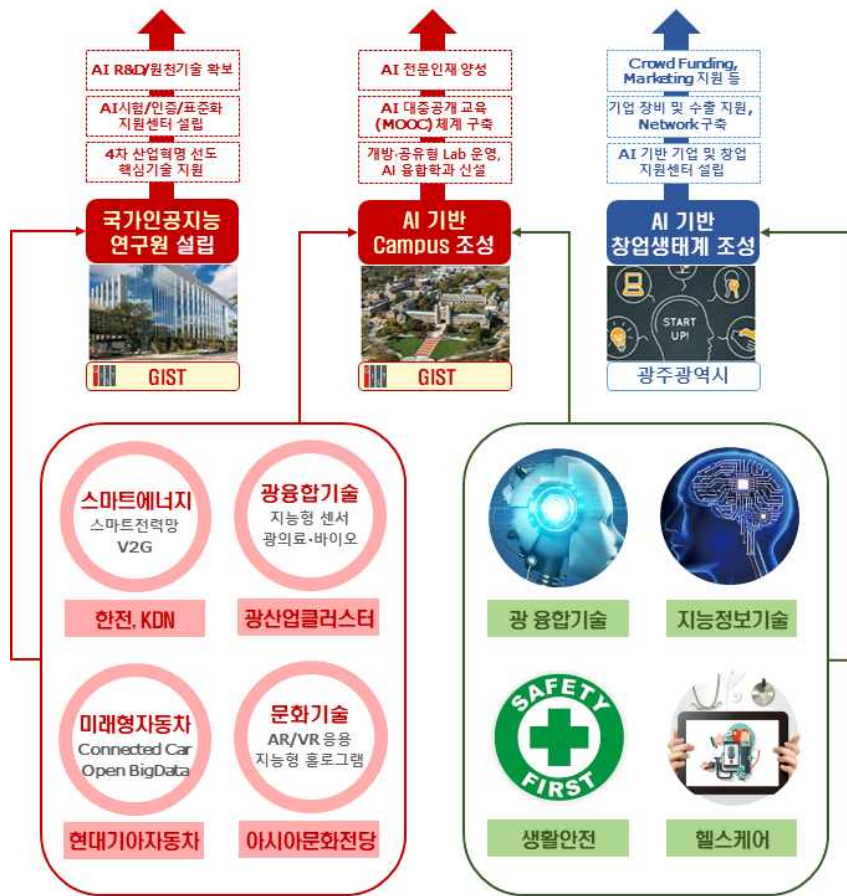 AI R&D/원천기술 확보
AI시험/인증/표준화
지원센터 설립
4차 산업혁명 선도
핵심기술 지원
국가인공지능
연구원 설립
GIST
AI 전문인재 양성
AI 대중공개 교육
(MOOC) 체계 구축
개방·공유형 Lab 운영,
AI 융합학과 신설
AI 기반
Campus 조성
GIST
Crowd Funding,
Marketing 지원 등
기업 장비 및 수출 지원,
Network 구축
AI 기반 기업 및 창업
지원센터 설립
AI 기반
창업생태계 조성
START
UP!
광주광역시
스마트에너지
스마트전력망
V2G
한전, KDN
광융합기술
지능형 센서
광의료·바이오
광산업클러스터
미래형자동차
Connected Car
Open BigData
현대기아자동차
문화기술
AR/VR 응용
지능형 홀로그램
아시아문화전당
광 융합기술
지능정보기술
SAFETY
FIRST
생활안전
헬스케어